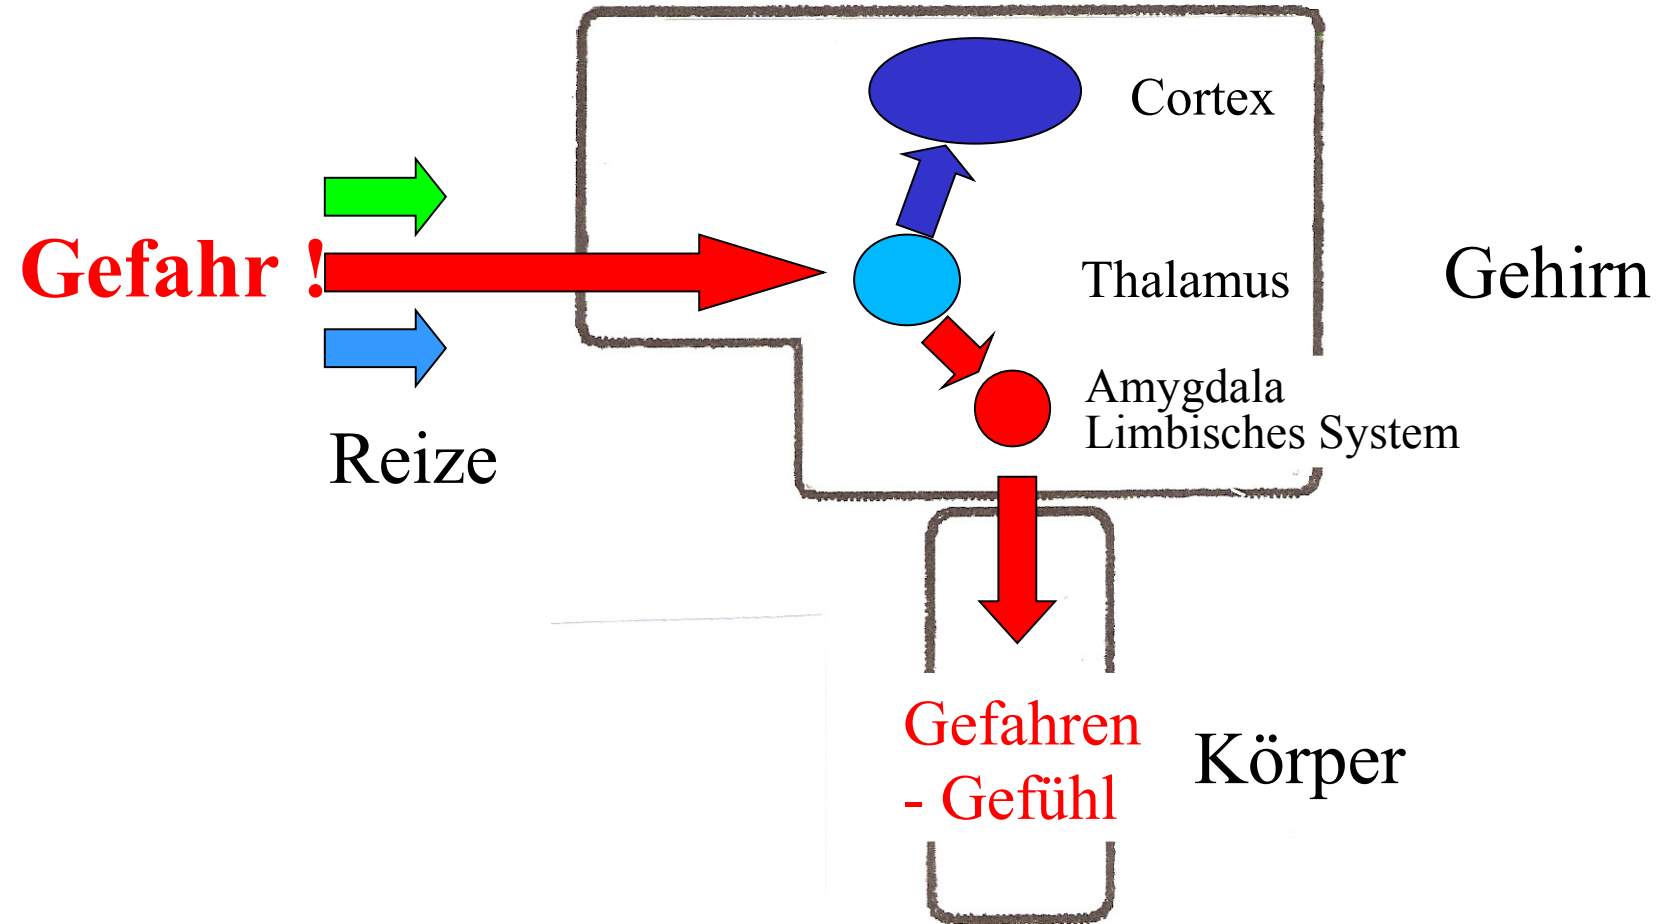 Cortex
Gefahr !
Thalamus
Gehirn
Amygdala
Limbisches System
Reize
Gefahren
- Gefühl
Körper